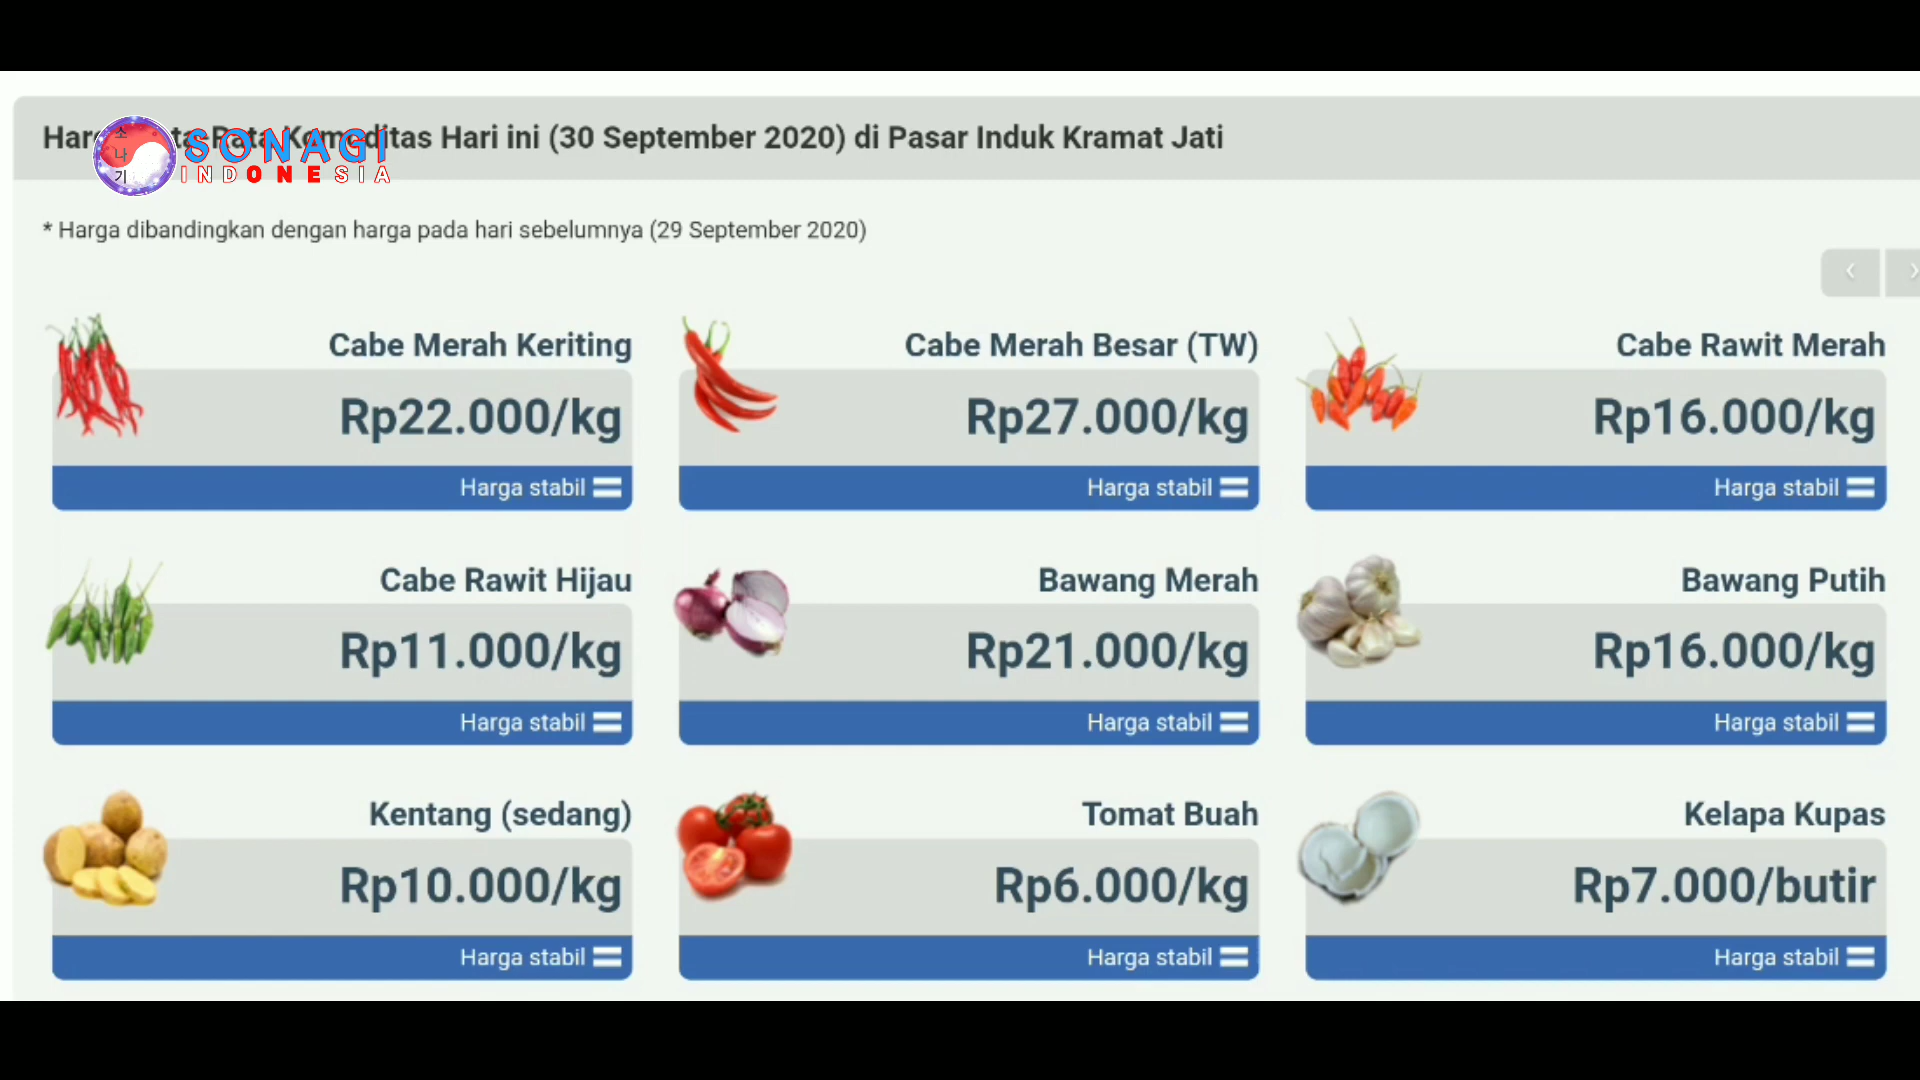 소
나
기
SONAGI
INDONESIA
Komoditas Hari ini (30 September 2020) di Pasar Induk Kramat Jati
* Harga dibandingkan dengan harga pada hari sebelumnya (29 September 2020)
Cabe Merah Keriting
Rp22.000/kg
Harga stabil
Cabe Merah Besar (TW)
Rp27.000/kg
Harga stabil
Cabe Rawit Merah
Rp16.000/kg
Harga stabil
Cabe Rawit Hijau
Rp11.000/kg
Harga stabil
Bawang Merah
Rp21.000/kg
Harga stabil
Bawang Putih
Rp16.000/kg
Harga stabil
Kentang (sedang)
Rp10.000/kg
Harga stabil
Tomat Buah
Rp6.000/kg
Harga stabil
Kelapa Kupas
Rp7.000/butir
Harga stabil